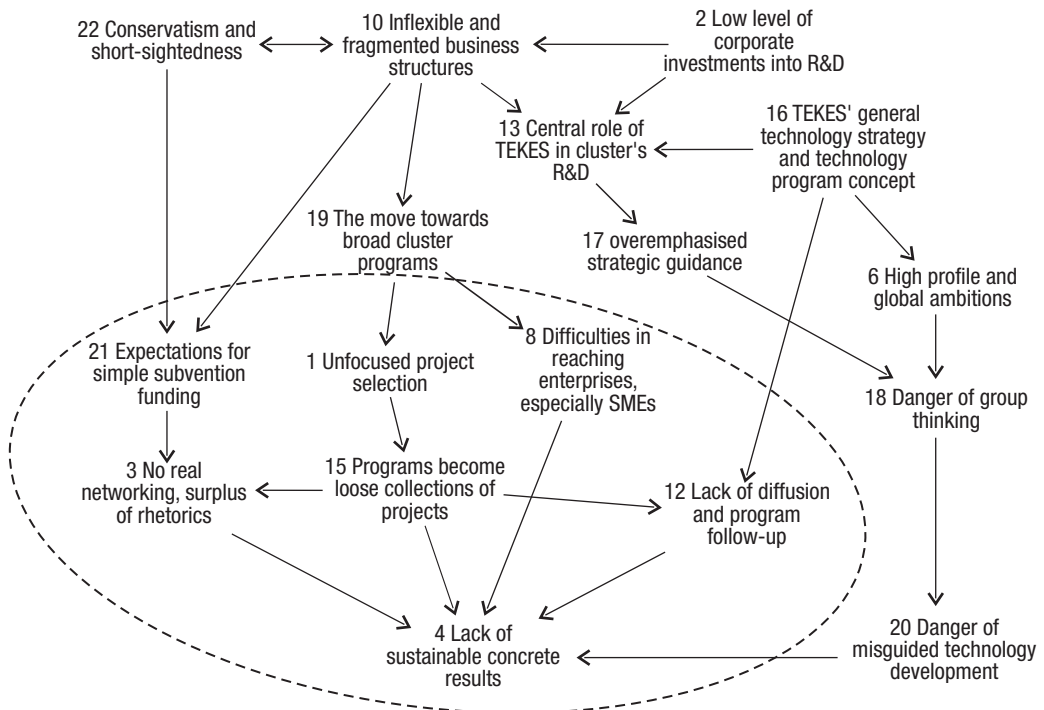 22 Conservatism and
short-sightedness
10 Inflexible and
fragmented business
structures
2 Low level of
corporate
investments into R&D
13 Central role of
TEKES in cluster's
R&D
16 TEKES' general
technology strategy
and technology
program concept
19 The move towards
broad cluster
programs
17 overemphasised
strategic guidance
6 High profile and
global ambitions
21 Expectations for
simple subvention
funding
1 Unfocused project
selection
8 Difficulties in
reaching
enterprises,
especially SMEs
18 Danger of group
thinking
3 No real
networking, surplus
of rhetorics
15 Programs become
loose collections of
projects
12 Lack of diffusion
and program
follow-up
4 Lack of
sustainable concrete
results
20 Danger of
misguided technology
development